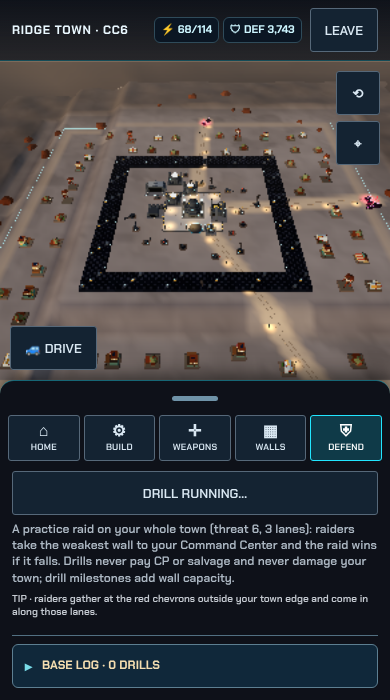 RIDGE TOWN · CC6
⚡ 68/114
DEF 3,743
LEAVE
DRIVE
HOME
BUILD
WEAPONS
WALLS
DEFEND
DRILL RUNNING...
A practice raid on your whole town (threat 6, 3 lanes): raiders
take the weakest wall to your Command Center and the raid wins
if it falls. Drills never pay CP or salvage and never damage your
town; drill milestones add wall capacity.
TIP · raiders gather at the red chevrons outside your town edge and come in
along those lanes.
▸ BASE LOG · 0 DRILLS